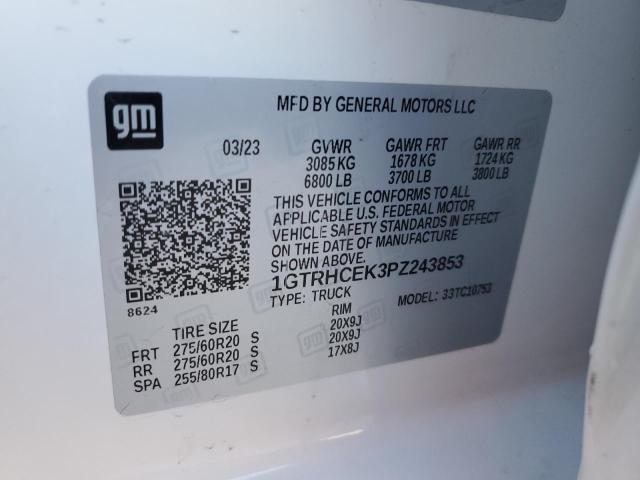 gm
MFD BY GENERAL MOTORS LLC
03/23 GVWR GAWR FRT GAWR RR
3085 KG 1678 KG 1724 KG
6800 LB 3700 LB 3800 LB
THIS VEHICLE CONFORMS TO ALL
APPLICABLE U.S. FEDERAL MOTOR
VEHICLE SAFETY STANDARDS IN EFFECT
ON THE DATE OF MANUFACTURE
SHOWN ABOVE.
1GTRHCEK3PZ243853
TYPE: TRUCK MODEL: 33TC10753
8624
TIRE SIZE RIM
FRT 275/60R20 S 20X9J
RR 275/60R20 S 20X9J
SPA 255/80R17 S 17X8J